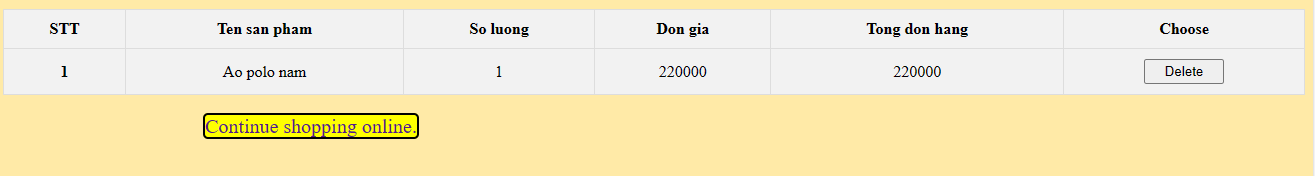 STT Ten san pham So luong Don gia Tong don hang Choose
1 Ao polo nam 1 220000 220000 Delete
Continue shopping online.